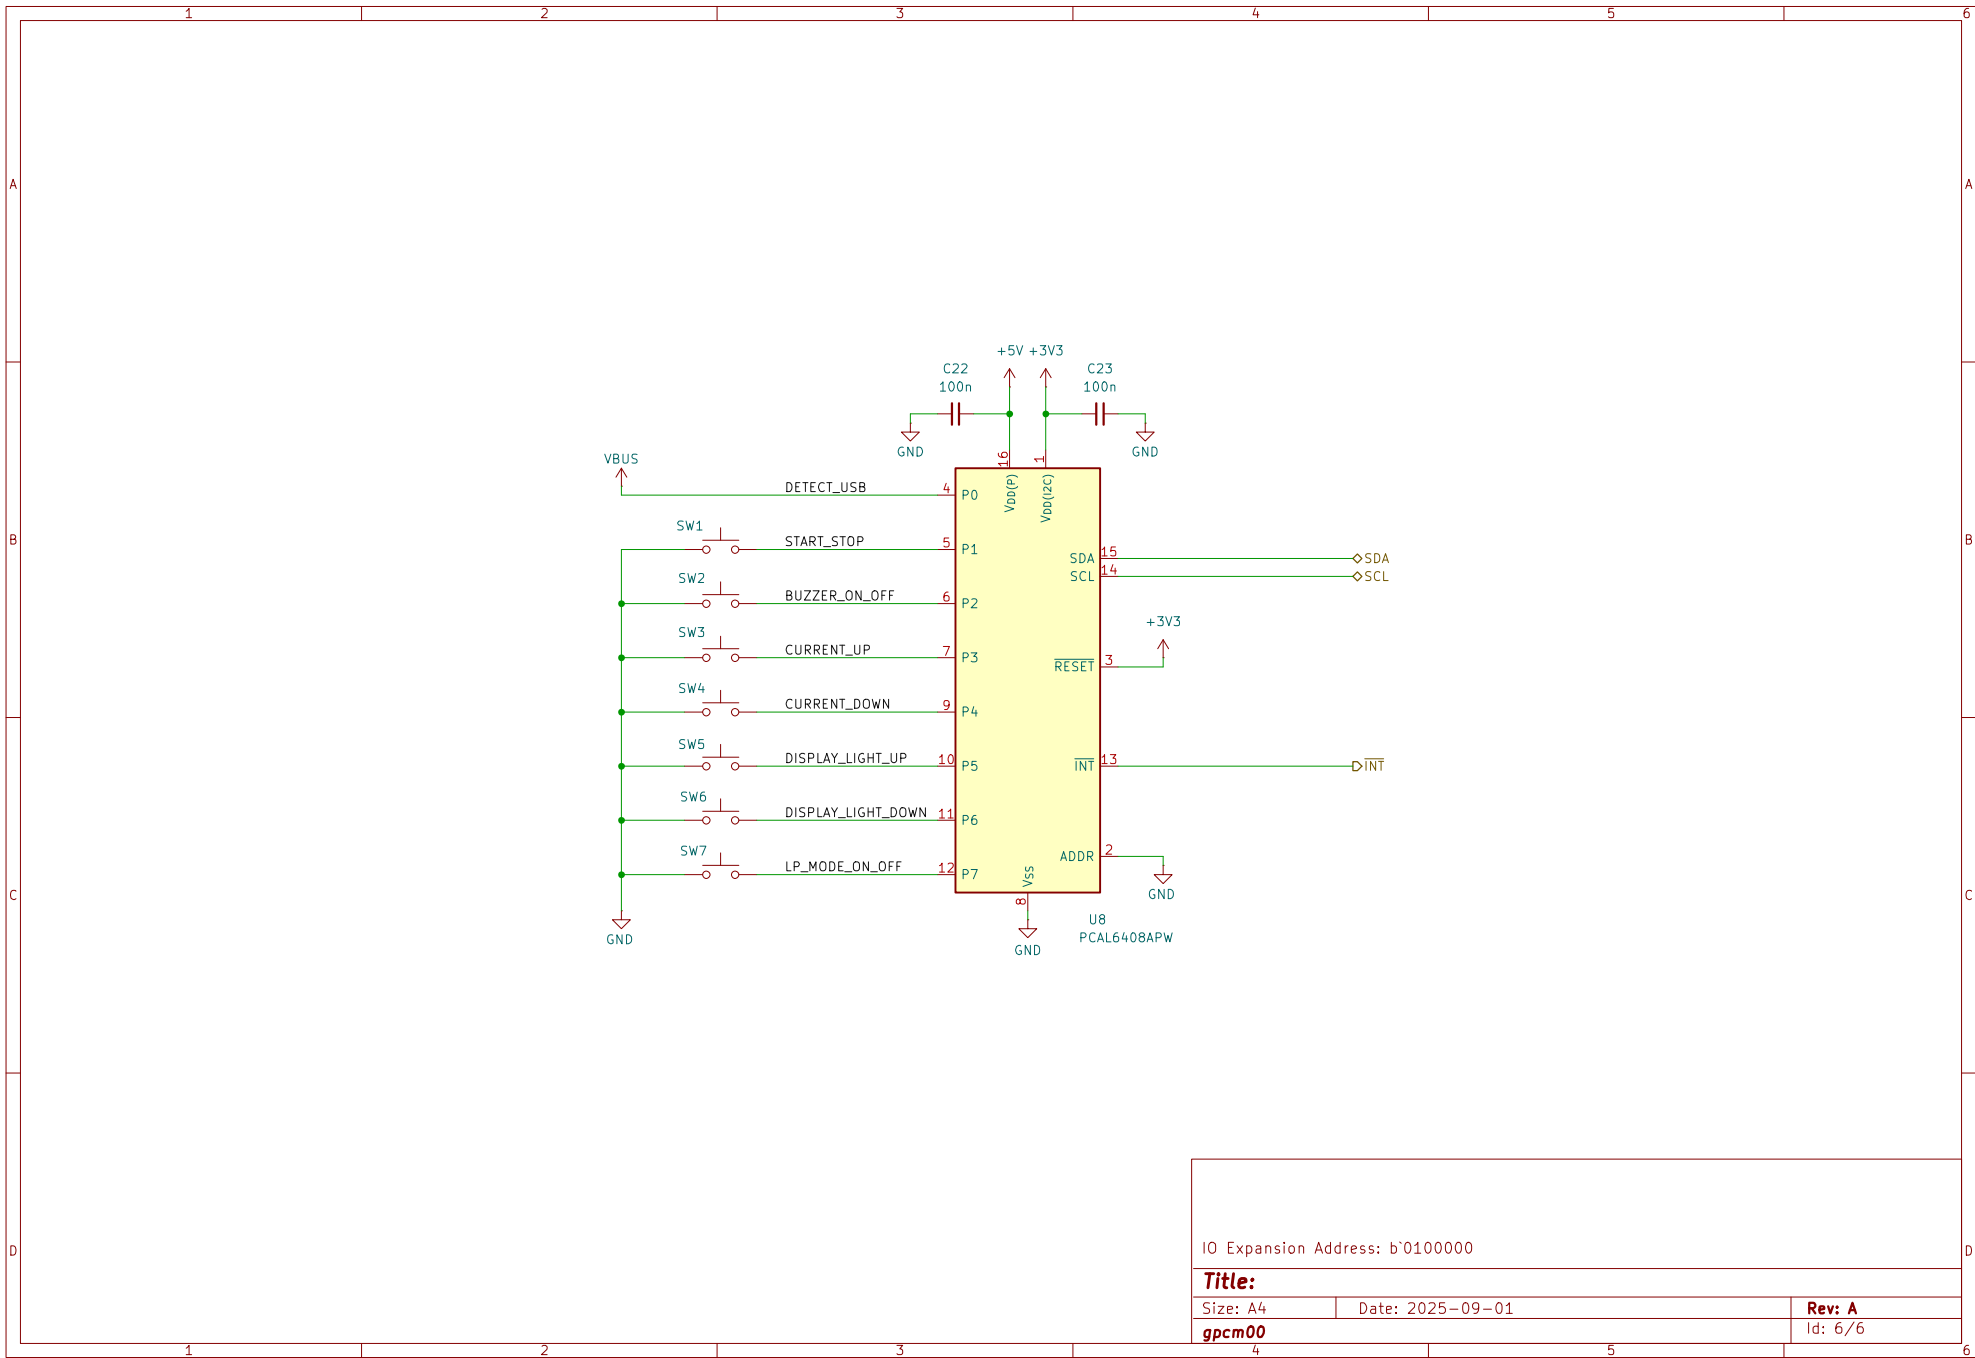 1 2 3 4 5 6
A A
+5V +3V3
C22 C23
100n 100n
GND GND
VBUS
16 1
DETECT_USB 4 P0 VDD(P) VDD(I2C)
SW1
B B
START_STOP 5 P1
15 SDA SDA
14 SCL SCL
SW2
BUZZER_ON_OFF 6 P2
+3V3
SW3
CURRENT_UP 7 P3
RESET 3
SW4
CURRENT_DOWN 9 P4
SW5
DISPLAY_LIGHT_UP 10 P5
INT 13 INT
SW6
DISPLAY_LIGHT_DOWN 11 P6
SW7
ADDR 2
LP_MODE_ON_OFF 12 P7
VSS
C GND C
8
U8
GND PCAL6408APW
GND
IO Expansion Address: b`0100000
D D
Title:
Size: A4 Date: 2025-09-01 Rev: A
gpcm00 Id: 6/6
1 2 3 4 5 6